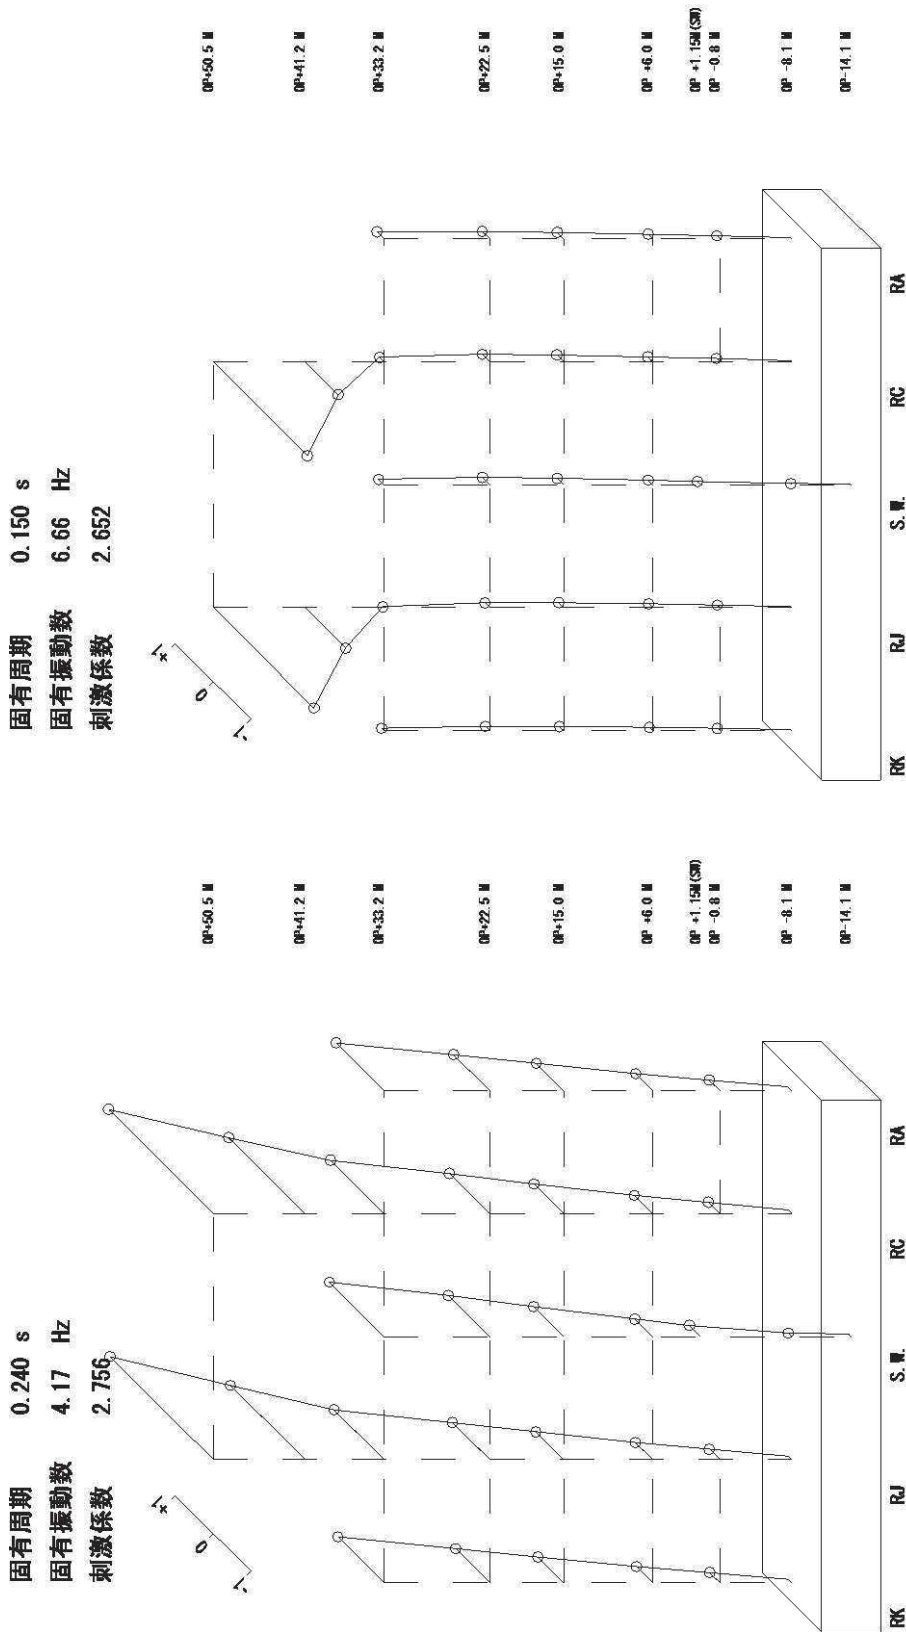 固有周期 0.240 s
固有振動数 4.17 Hz
刺激係数 2.756
0
OP+50.5 M
OP+41.2 M
OP+33.2 M
OP+22.5 M
OP+15.0 M
OP +6.0 M
OP +1.15M(SW)
OP -0.8 M
OP -8.1 M
OP-14.1 M
RK RJ S.W. RC RA
固有周期 0.150 s
固有振動数 6.66 Hz
刺激係数 2.652
0
OP+50.5 M
OP+41.2 M
OP+33.2 M
OP+22.5 M
OP+15.0 M
OP +6.0 M
OP +1.15M(SW)
OP -0.8 M
OP -8.1 M
OP-14.1 M
RK RJ S.W. RC RA